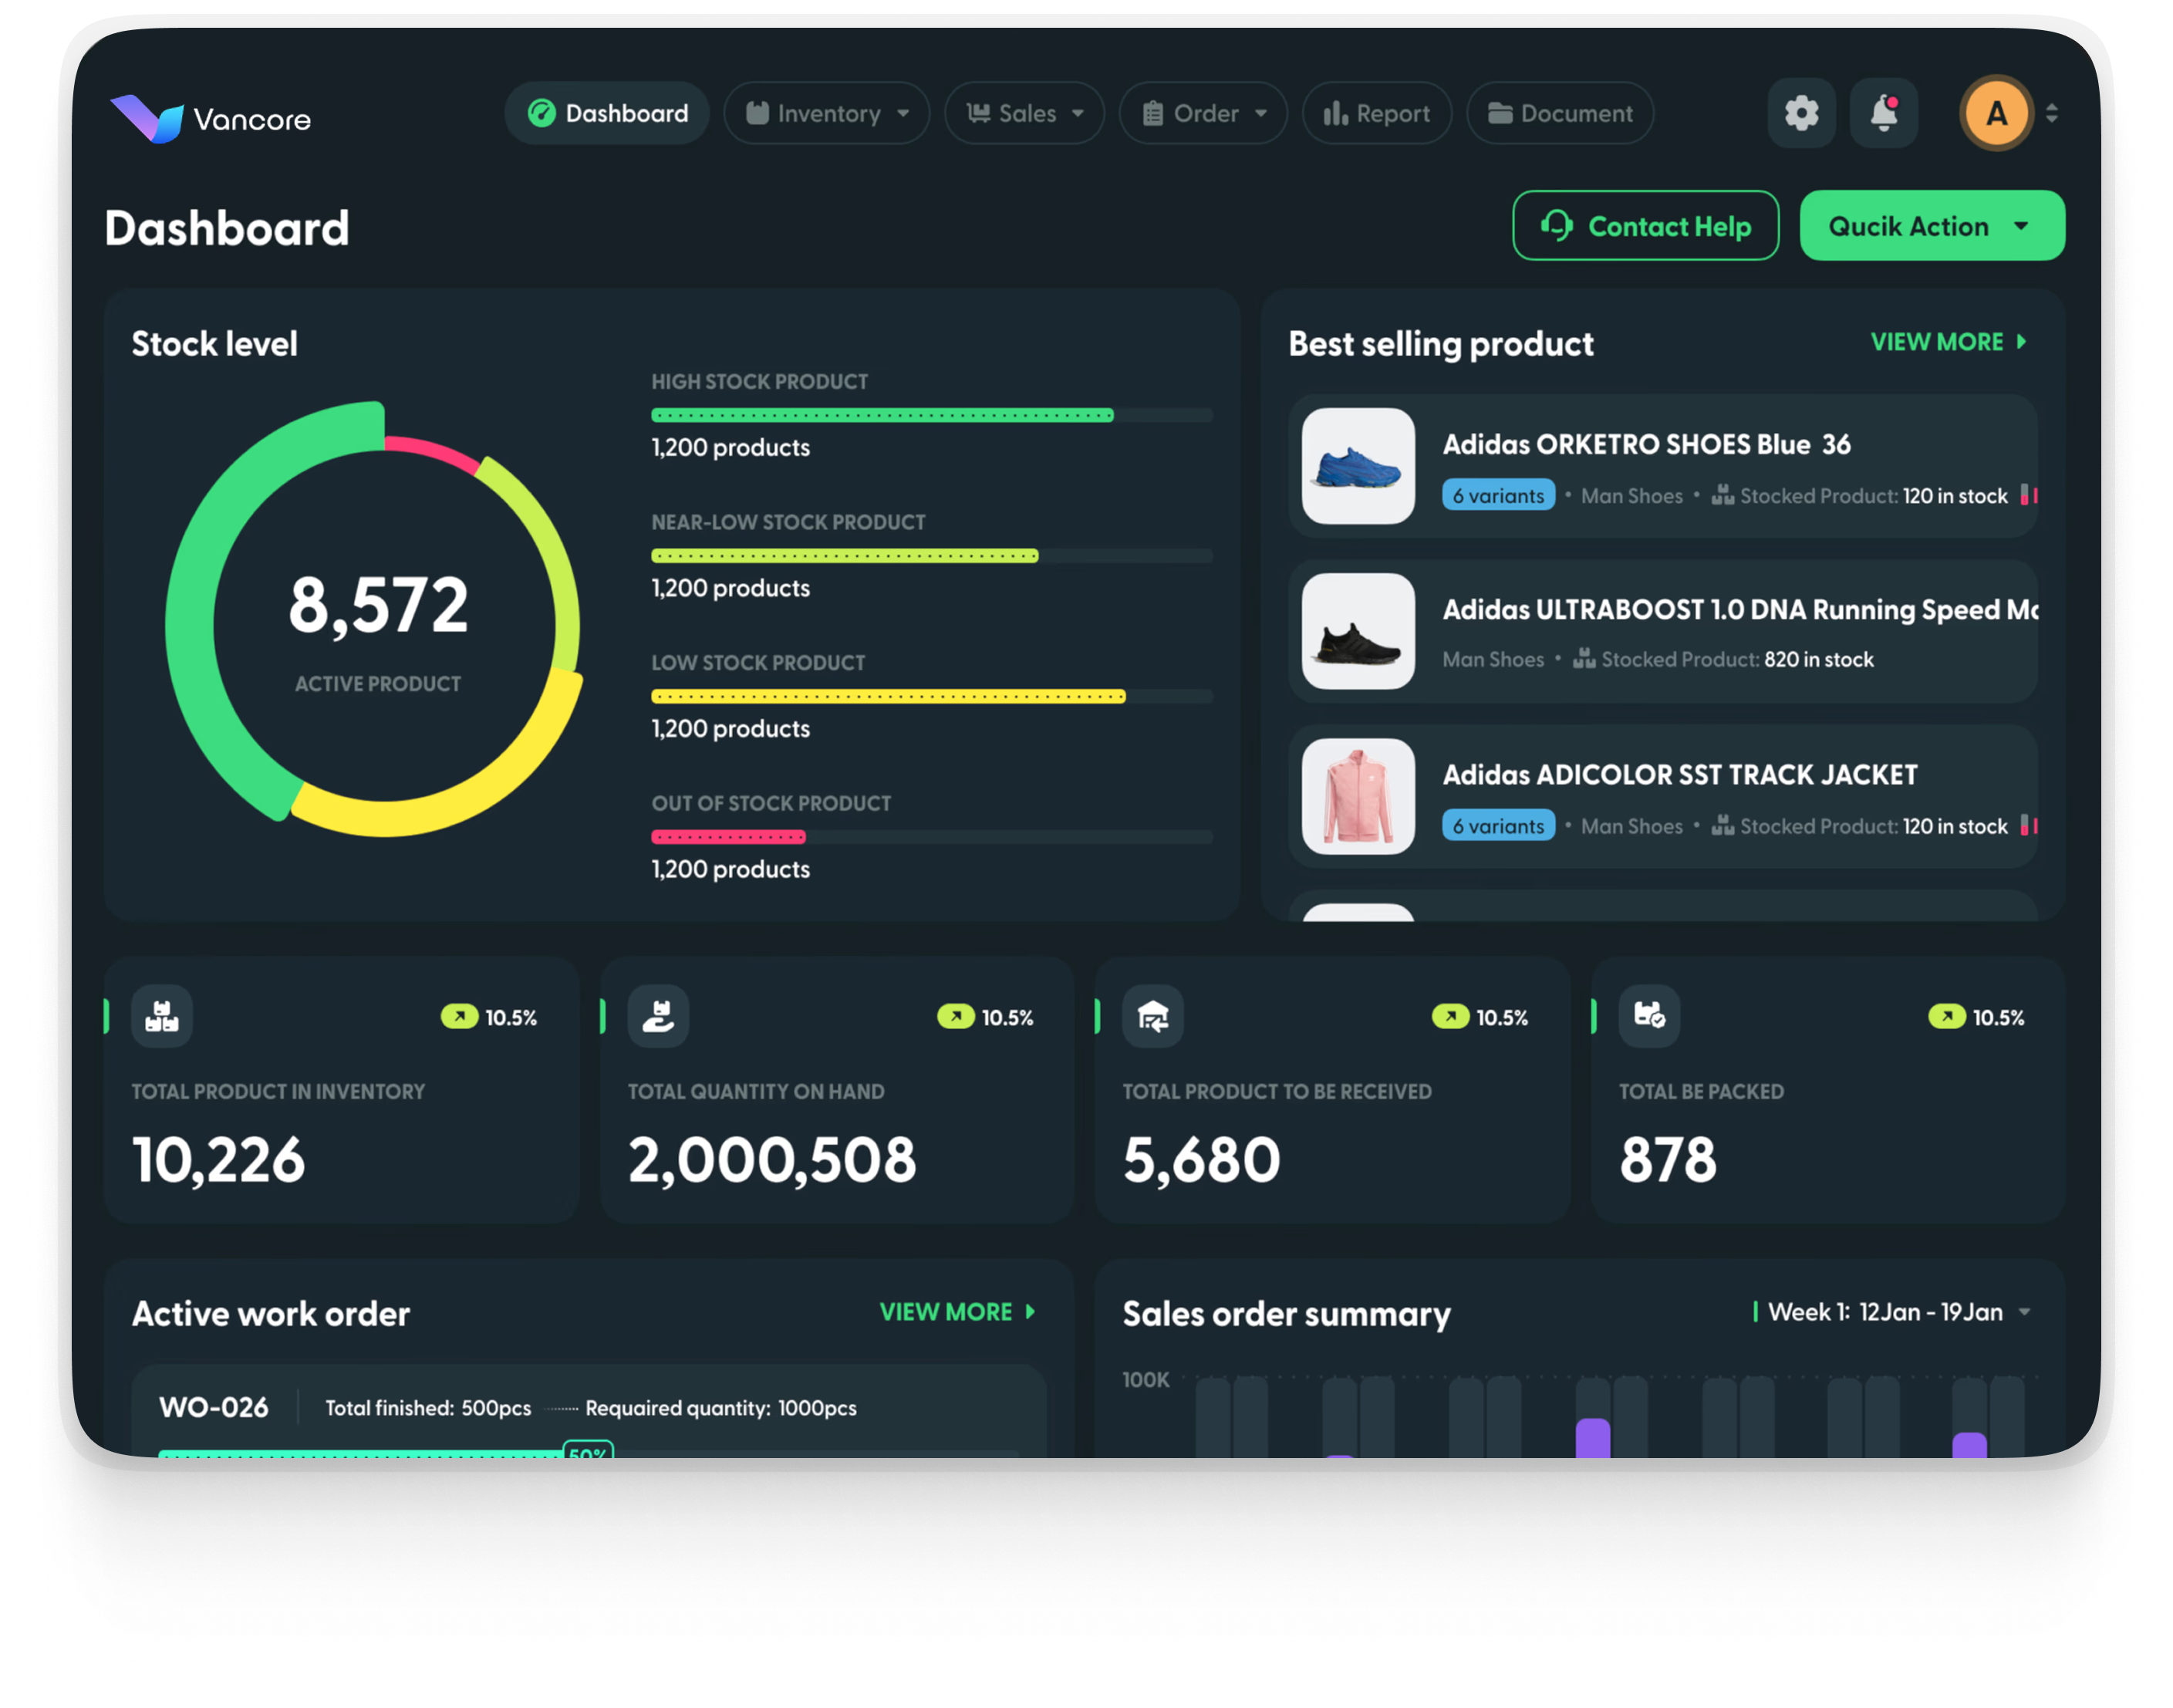 Vancore
Dashboard
Inventory
Sales
Order
Report
Document
A
Dashboard
Contact Help
Qucik Action
Stock level
8,572
ACTIVE PRODUCT
HIGH STOCK PRODUCT
1,200 products
NEAR-LOW STOCK PRODUCT
1,200 products
LOW STOCK PRODUCT
1,200 products
OUT OF STOCK PRODUCT
1,200 products
Best selling product
VIEW MORE
Adidas ORKETRO SHOES Blue 36
6 variants • Man Shoes • Stocked Product: 120 in stock
Adidas ULTRABOOST 1.0 DNA Running Speed
Man Shoes • Stocked Product: 820 in stock
Adidas ADICOLOR SST TRACK JACKET
6 variants • Man Shoes • Stocked Product: 120 in stock
10.5%
TOTAL PRODUCT IN INVENTORY
10,226
10.5%
TOTAL QUANTITY ON HAND
2,000,508
10.5%
TOTAL PRODUCT TO BE RECEIVED
5,680
10.5%
TOTAL BE PACKED
878
Active work order
VIEW MORE
WO-026
Total finished: 500pcs
Requaired quantity: 1000pcs
50%
Sales order summary
Week 1: 12Jan - 19Jan
100K